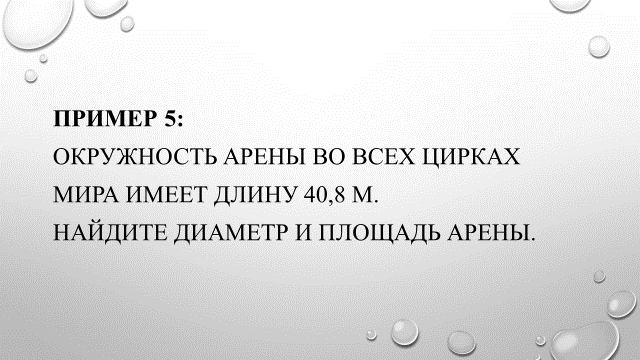 ПРИМЕР 5:
ОКРУЖНОСТЬ АРЕНЫ ВО ВСЕХ ЦИРКАХ
МИРА ИМЕЕТ ДЛИНУ 40,8 М.
НАЙДИТЕ ДИАМЕТР И ПЛОЩАДЬ АРЕНЫ.